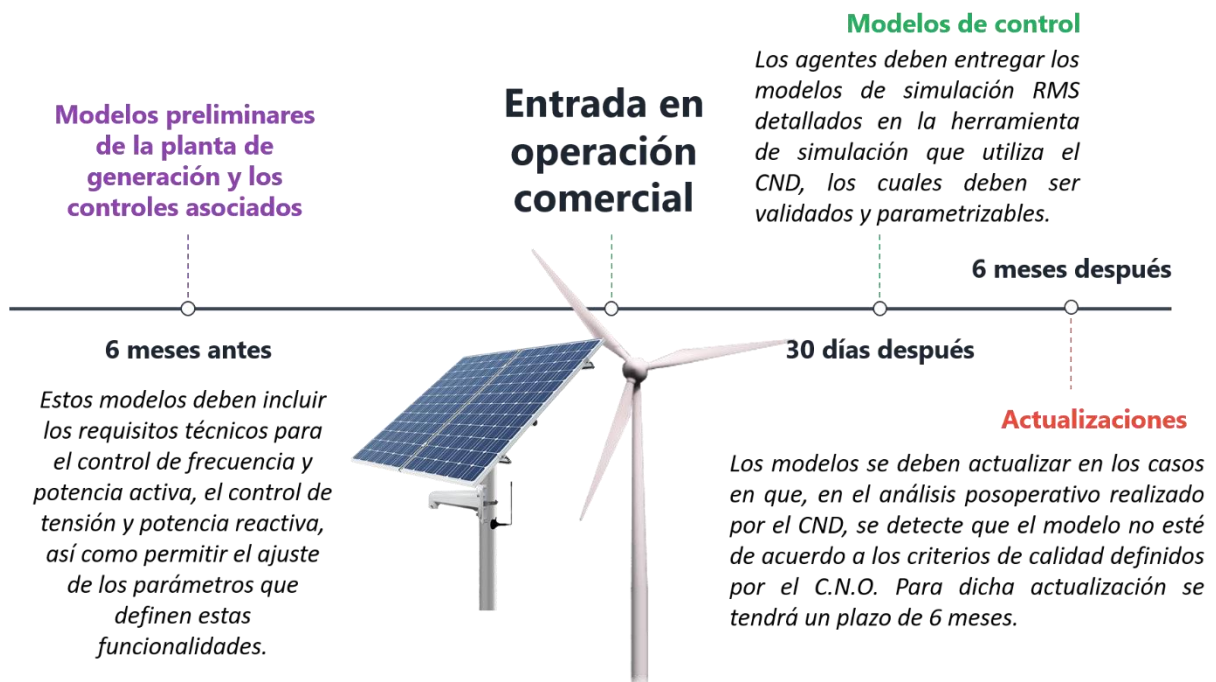 Modelos preliminares
de la planta de
generación y los
controles asociados
6 meses antes
Estos modelos deben incluir
los requisitos técnicos para
el control de frecuencia y
potencia activa, el control de
tensión y potencia reactiva,
así como permitir el ajuste
de los parámetros que
definen estas
funcionalidades.
Entrada en
operación
comercial
Modelos de control
Los agentes deben entregar los
modelos de simulación RMS
detallados en la herramienta
de simulación que utiliza el
CND, los cuales deben ser
validados y parametrizables.
30 días después
6 meses después
Actualizaciones
Los modelos se deben actualizar en los casos
en que, en el análisis posoperativo realizado
por el CND, se detecte que el modelo no esté
de acuerdo a los criterios de calidad definidos
por el C.N.O. Para dicha actualización se
tendrá un plazo de 6 meses.